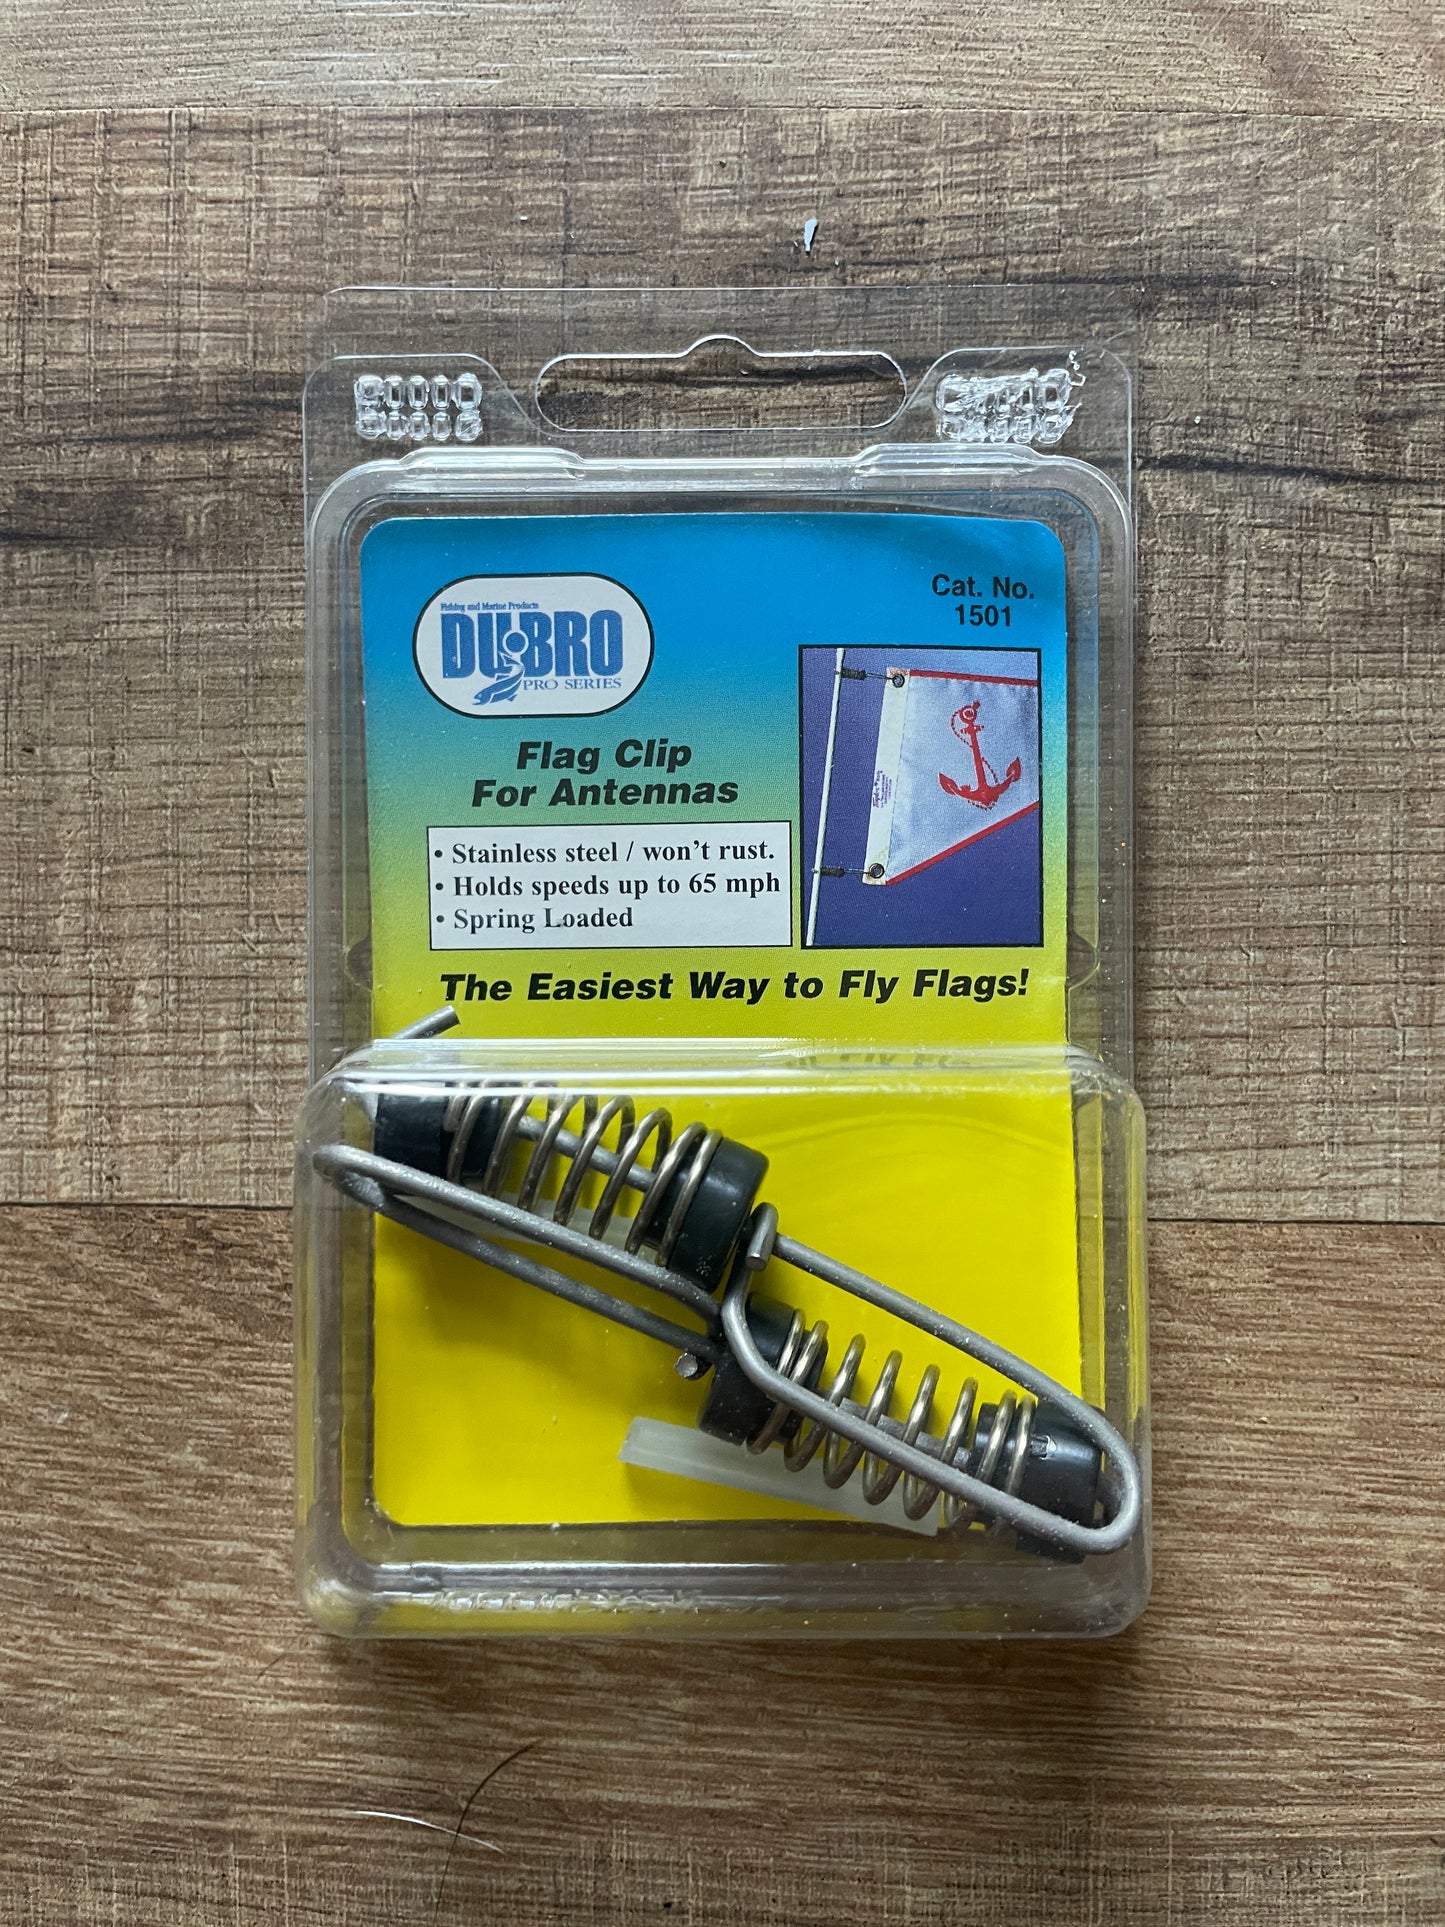 Fishing and Marine Products
DU-BRO
PRO SERIES
Cat. No.
1501
Flag Clip
For Antennas
• Stainless steel / won’t rust.
• Holds speeds up to 65 mph
• Spring Loaded
The Easiest Way to Fly Flags!